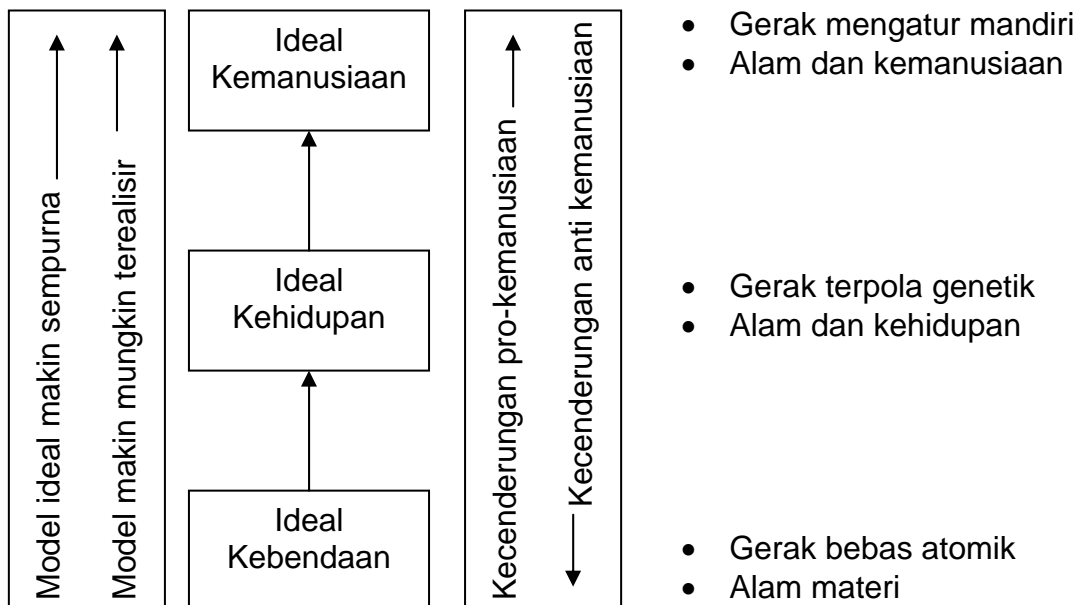 Model ideal makin sempurna
Model makin mungkin terealisir
Ideal
Kemanusiaan
Ideal
Kehidupan
Ideal
Kebendaan
Kecenderungan pro-kemanusiaan
Kecenderungan anti kemanusiaan
• Gerak mengatur mandiri
• Alam dan kemanusiaan
• Gerak terpola genetik
• Alam dan kehidupan
• Gerak bebas atomik
• Alam materi